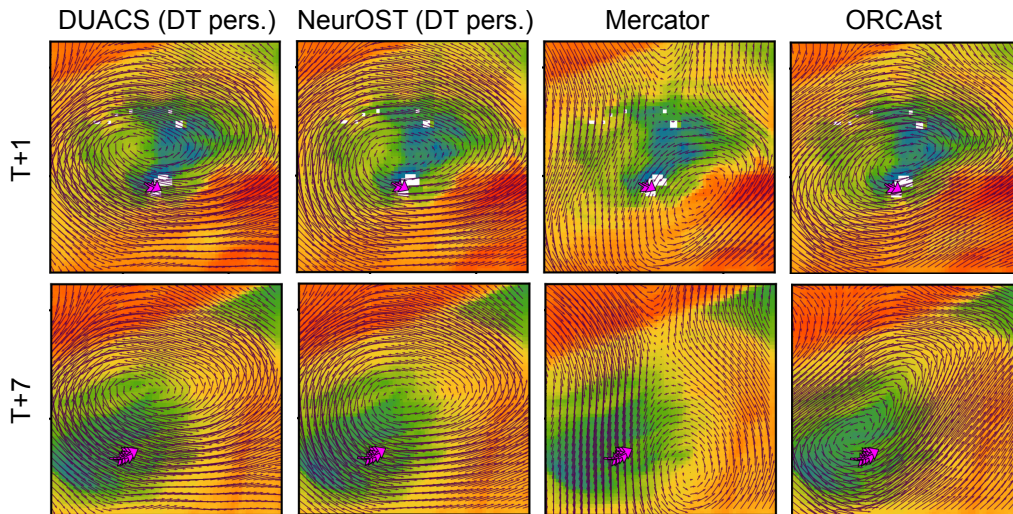 DUACS (DT pers.) NeurOST (DT pers.) Mercator ORCAst
T+1
T+7